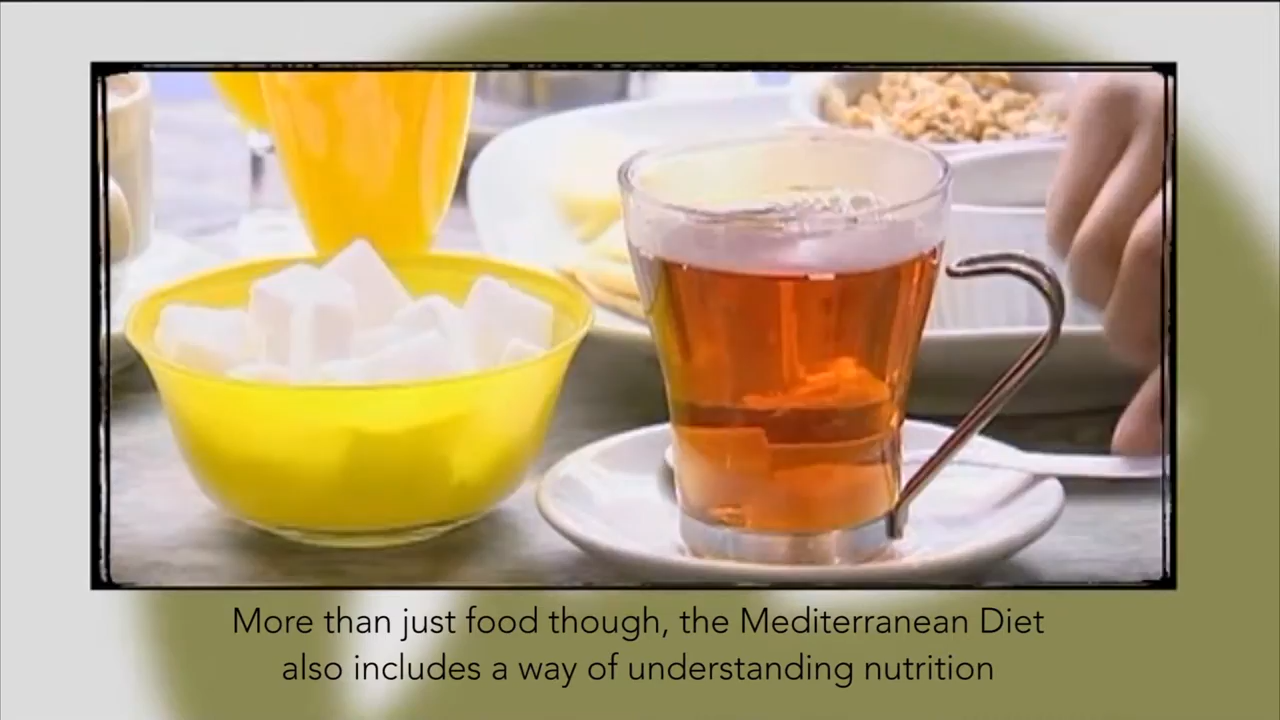 More than just food though, the Mediterranean Diet
also includes a way of understanding nutrition